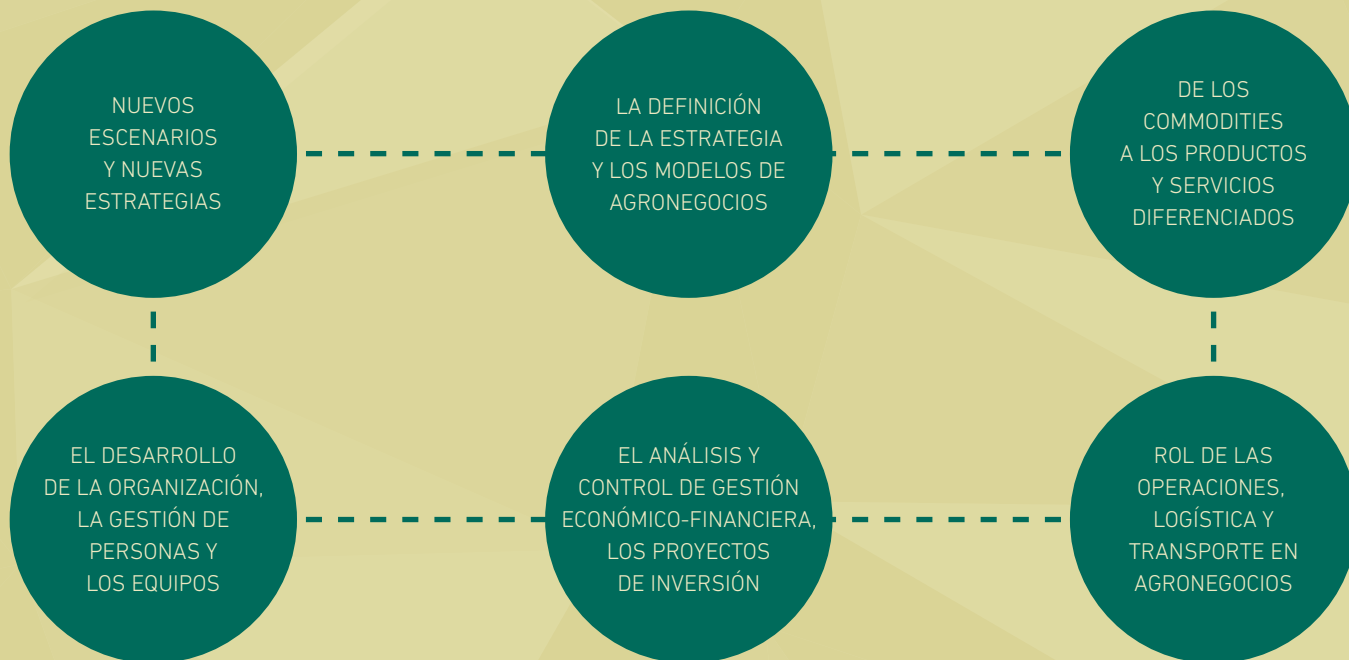 NUEVOS
ESCENARIOS
Y NUEVAS
ESTRATEGIAS
LA DEFINICIÓN
DE LA ESTRATEGIA
Y LOS MODELOS DE
AGRONEGOCIOS
DE LOS
COMMODITIES
A LOS PRODUCTOS
Y SERVICIOS
DIFERENCIADOS
EL DESARROLLO
DE LA ORGANIZACIÓN,
LA GESTIÓN DE
PERSONAS Y
LOS EQUIPOS
EL ANÁLISIS Y
CONTROL DE GESTIÓN
ECONÓMICO-FINANCIERA,
LOS PROYECTOS
DE INVERSIÓN
ROL DE LAS
OPERACIONES,
LOGÍSTICA Y
TRANSPORTE EN
AGRONEGOCIOS